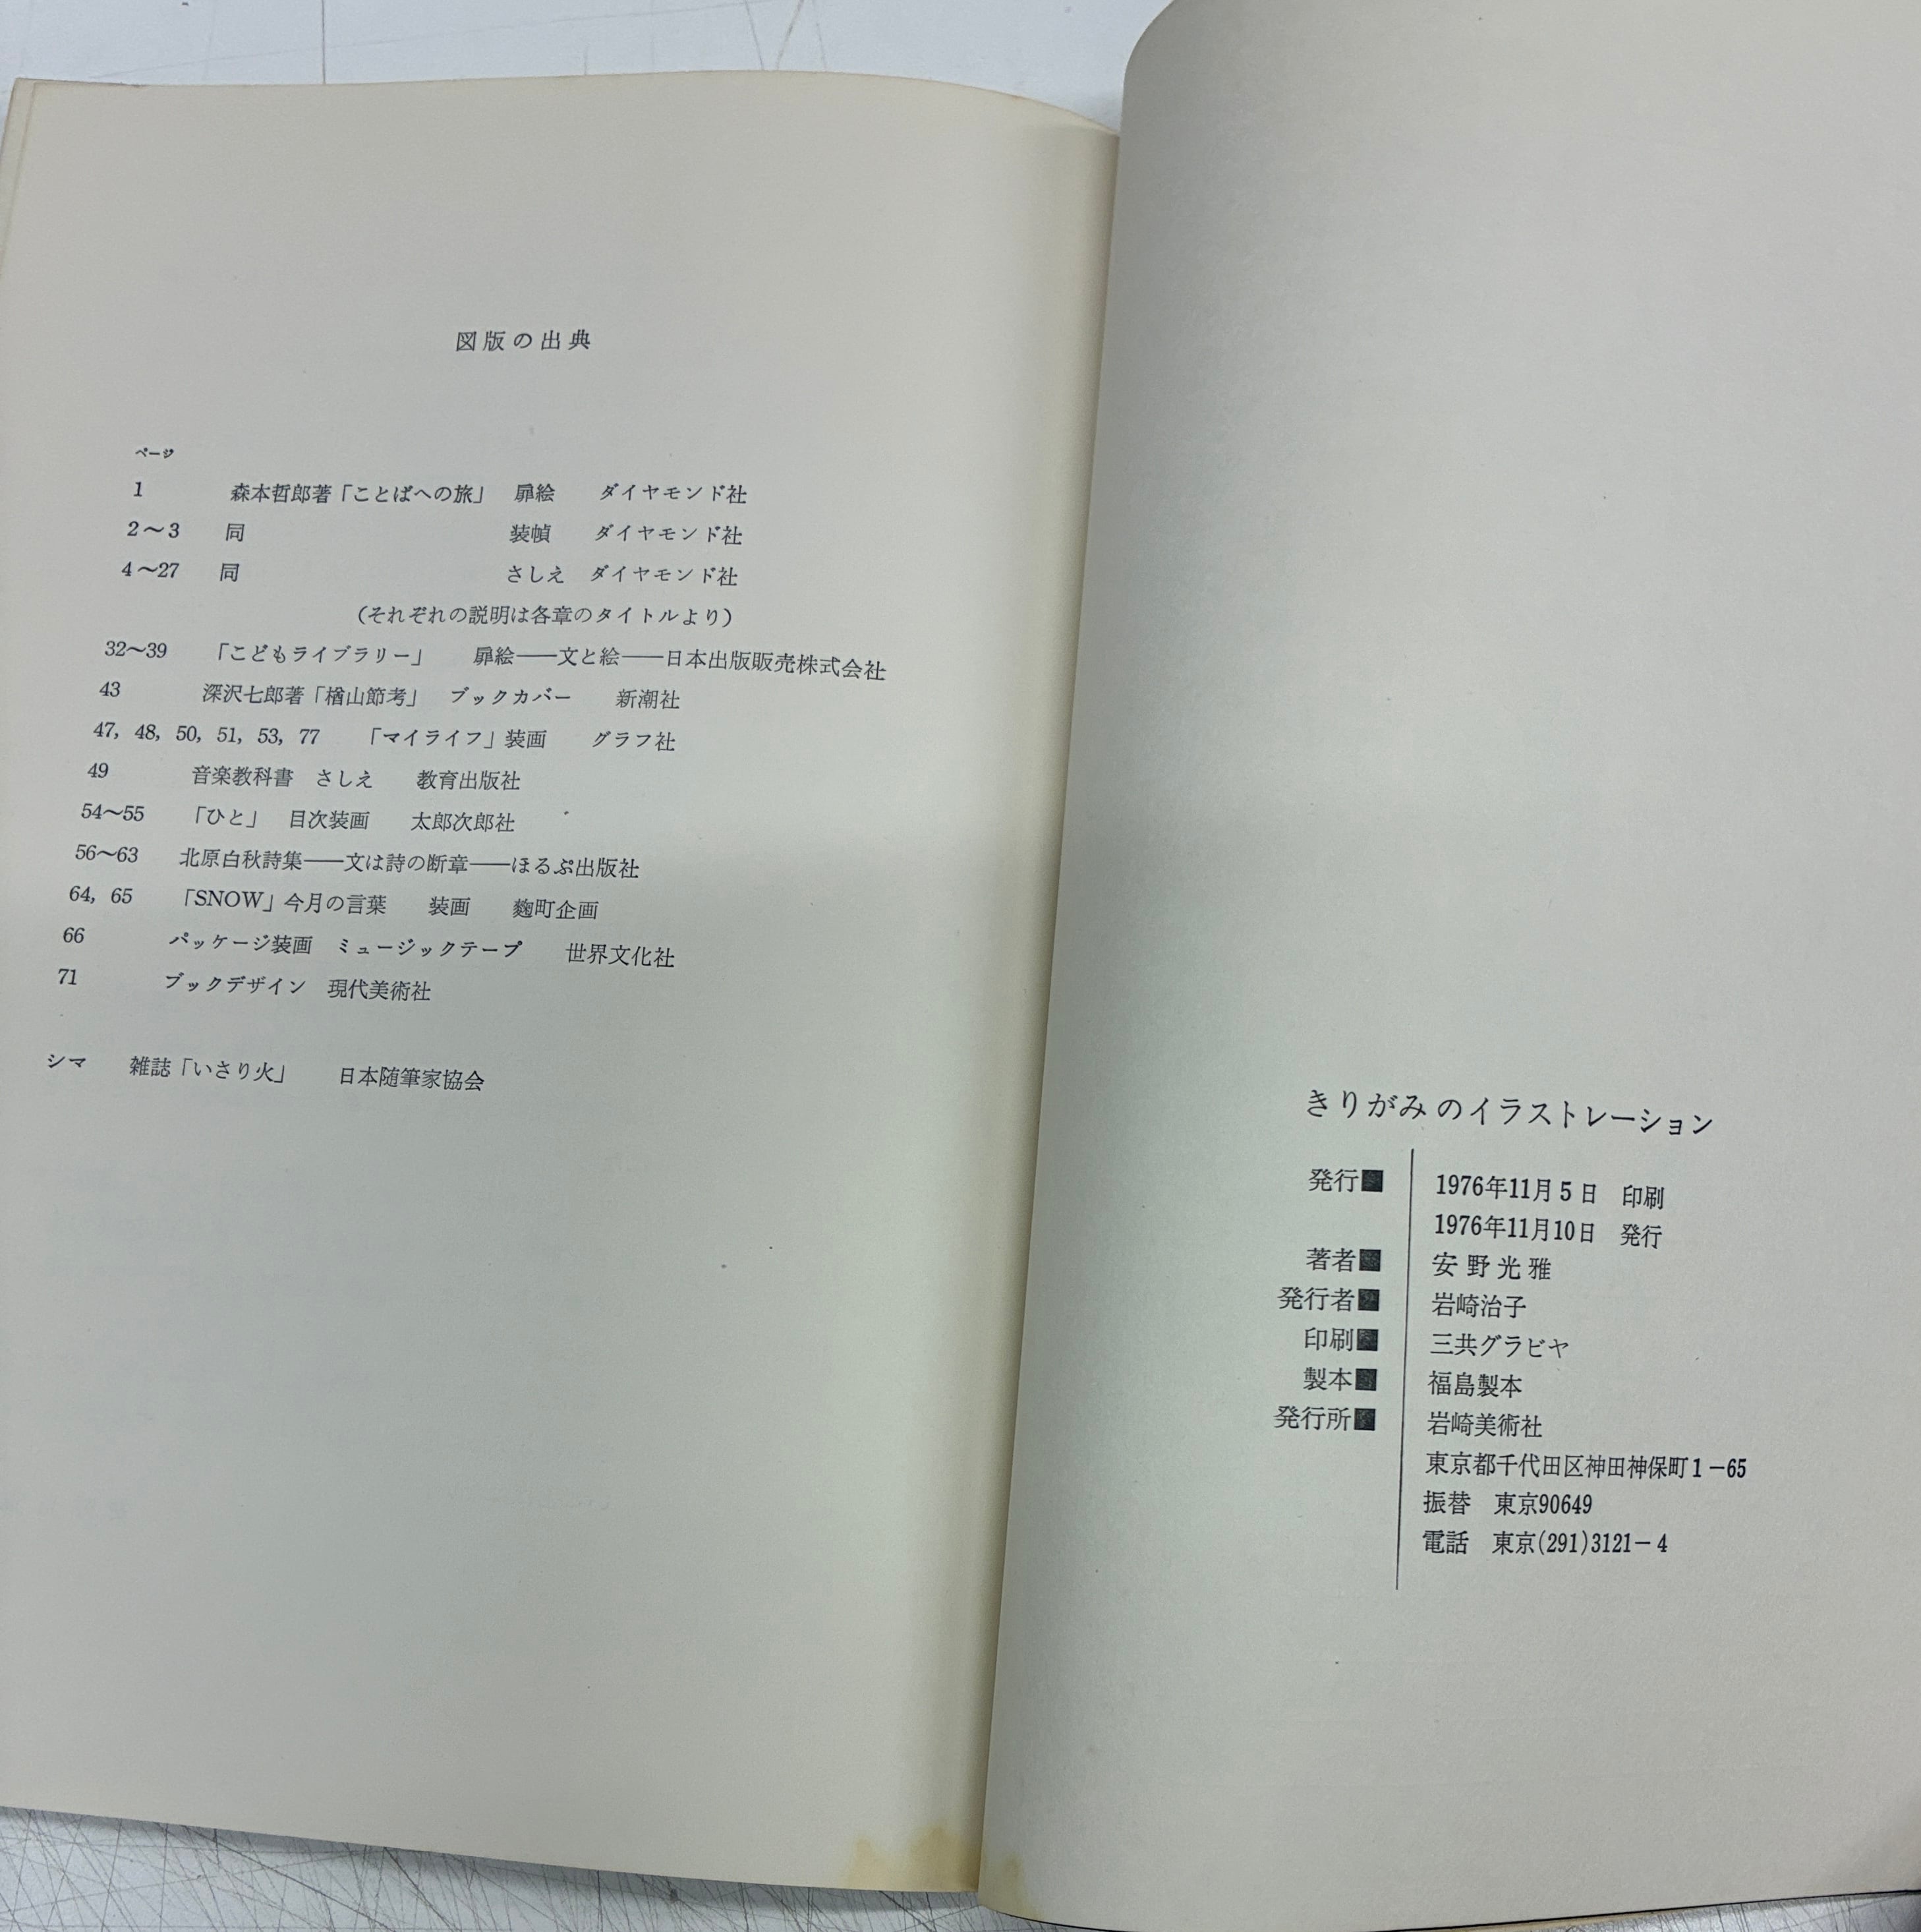 図版の出典
ページ
1 森本哲郎著「ことばへの旅」 扉絵 ダイヤモンド社
2〜3 同 装幀 ダイヤモンド社
4〜27 同 さしえ ダイヤモンド社
(それぞれの説明は各章のタイトルより)
32〜39 「こどもライブラリー」 扉絵――文と絵――日本出版販売株式会社
43 深沢七郎著「楢山節考」 ブックカバー 新潮社
47, 48, 50, 51, 53, 77 「マイライフ」装画 グラフ社
49 音楽教科書 さしえ 教育出版社
54〜55 「ひと」 目次装画 太郎次郎社
56〜63 北原白秋詩集――文は詩の断章――ほるぷ出版社
64, 65 「SNOW」今月の言葉 装画 麹町企画
66 パッケージ装画 ミュージックテープ 世界文化社
71 ブックデザイン 現代美術社
シマ 雑誌「いさり火」 日本随筆家協会
きりがみのイラストレーション
発行■ 1976年11月5日 印刷
1976年11月10日 発行
著者■ 安野光雅
発行者■ 岩崎治子
印刷■ 三共グラビヤ
製本■ 福島製本
発行所■ 岩崎美術社
東京都千代田区神田神保町1−65
振替 東京90649
電話 東京(291)3121−4